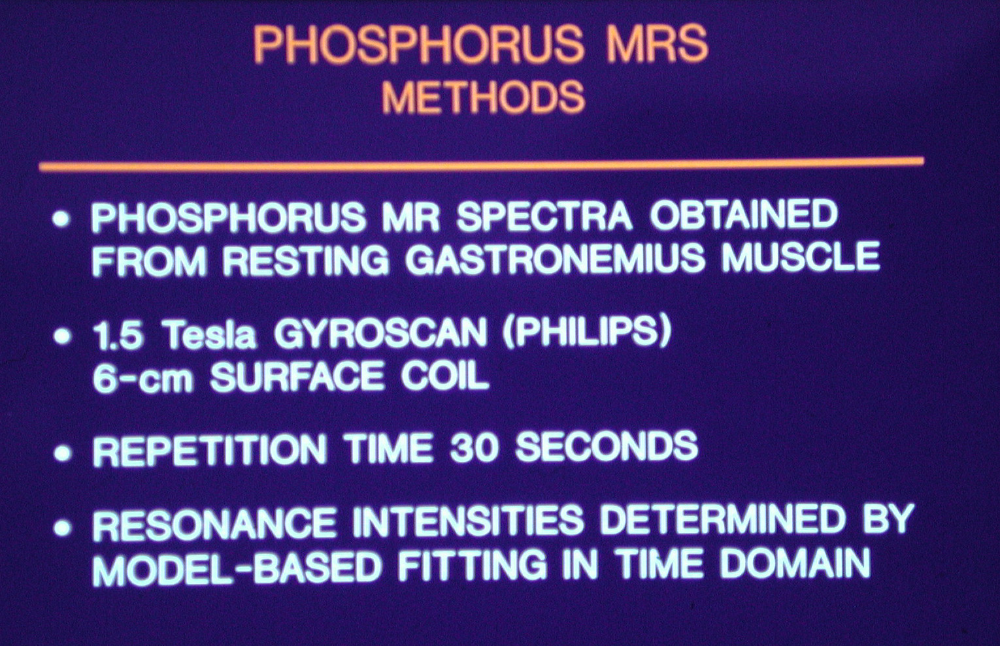 PHOSPHORUS MRS
METHODS
• PHOSPHORUS MR SPECTRA OBTAINED
FROM RESTING GASTRONEMIUS MUSCLE
• 1.5 Tesla GYROSCAN (PHILIPS)
6-cm SURFACE COIL
• REPETITION TIME 30 SECONDS
• RESONANCE INTENSITIES DETERMINED BY
MODEL-BASED FITTING IN TIME DOMAIN